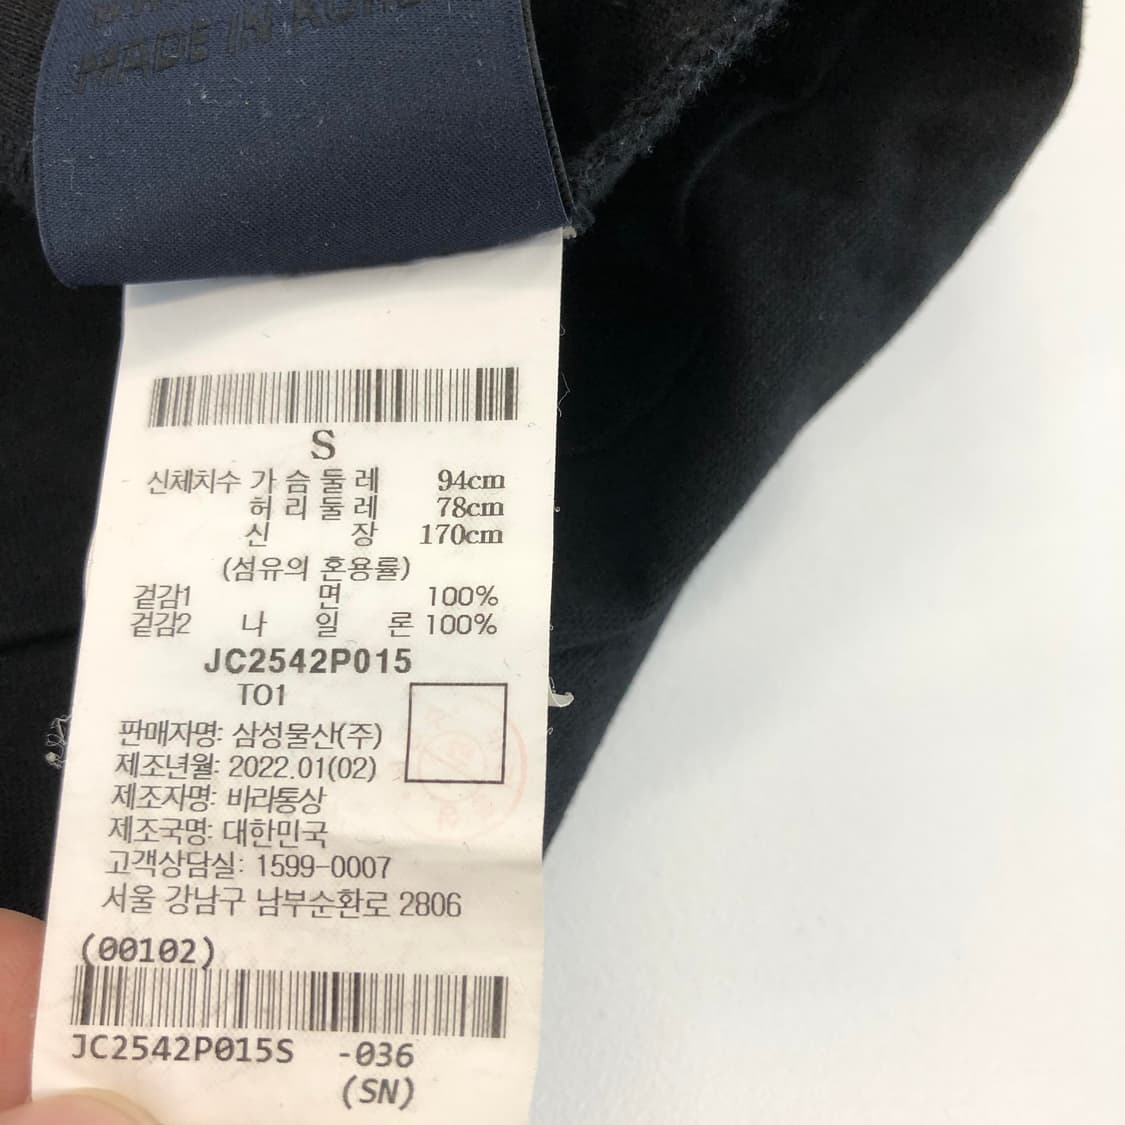 MADE IN KOREA
S
신체치수 가슴둘레 94cm
허리둘레 78cm
신 장 170cm
(섬유의 혼용률)
겉감1 면 100%
겉감2 나 일 론 100%
JC2542P015
T01
판매자명: 삼성물산(주)
제조년월: 2022.01(02)
제조자명: 바라통상
제조국명: 대한민국
고객상담실: 1599-0007
서울 강남구 남부순환로 2806
(00102)
JC2542P015S -036
(SN)